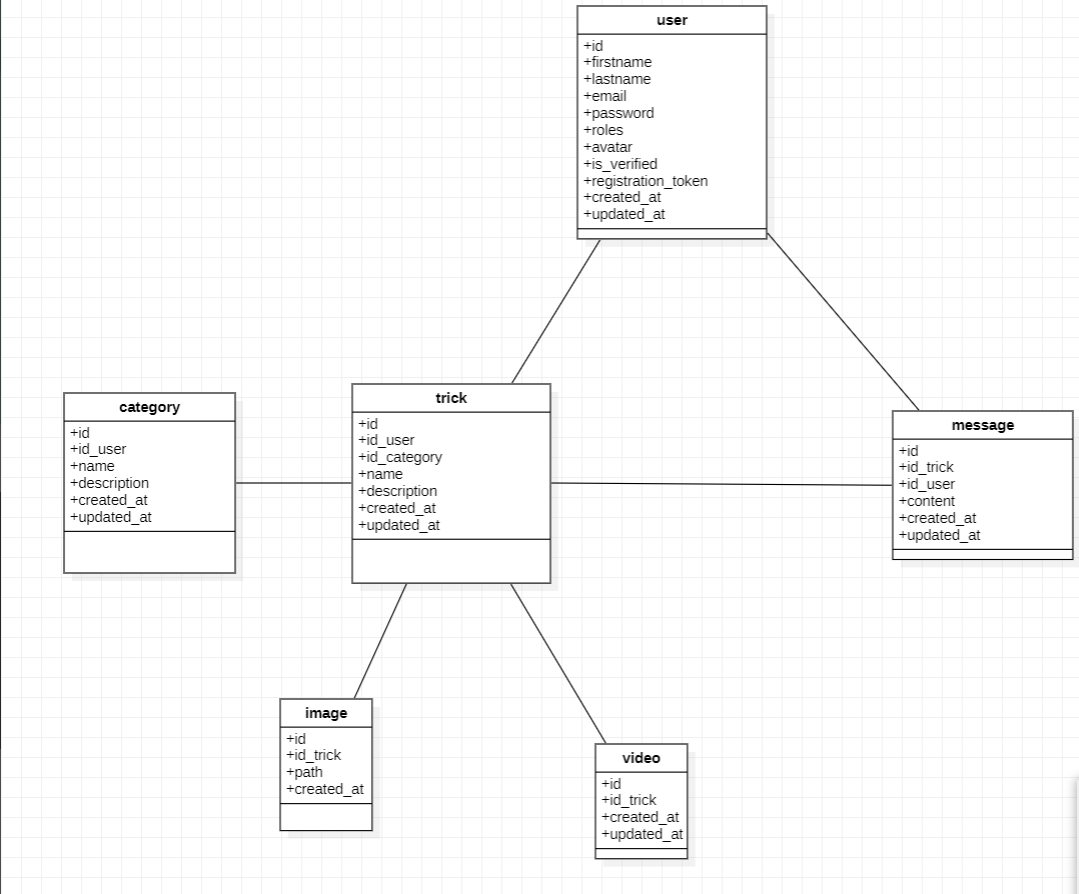 user
+id
+firstname
+lastname
+email
+password
+roles
+avatar
+is_verified
+registration_token
+created_at
+updated_at
category
+id
+id_user
+name
+description
+created_at
+updated_at
trick
+id
+id_user
+id_category
+name
+description
+created_at
+updated_at
message
+id
+id_trick
+id_user
+content
+created_at
+updated_at
image
+id
+id_trick
+path
+created_at
video
+id
+id_trick
+created_at
+updated_at